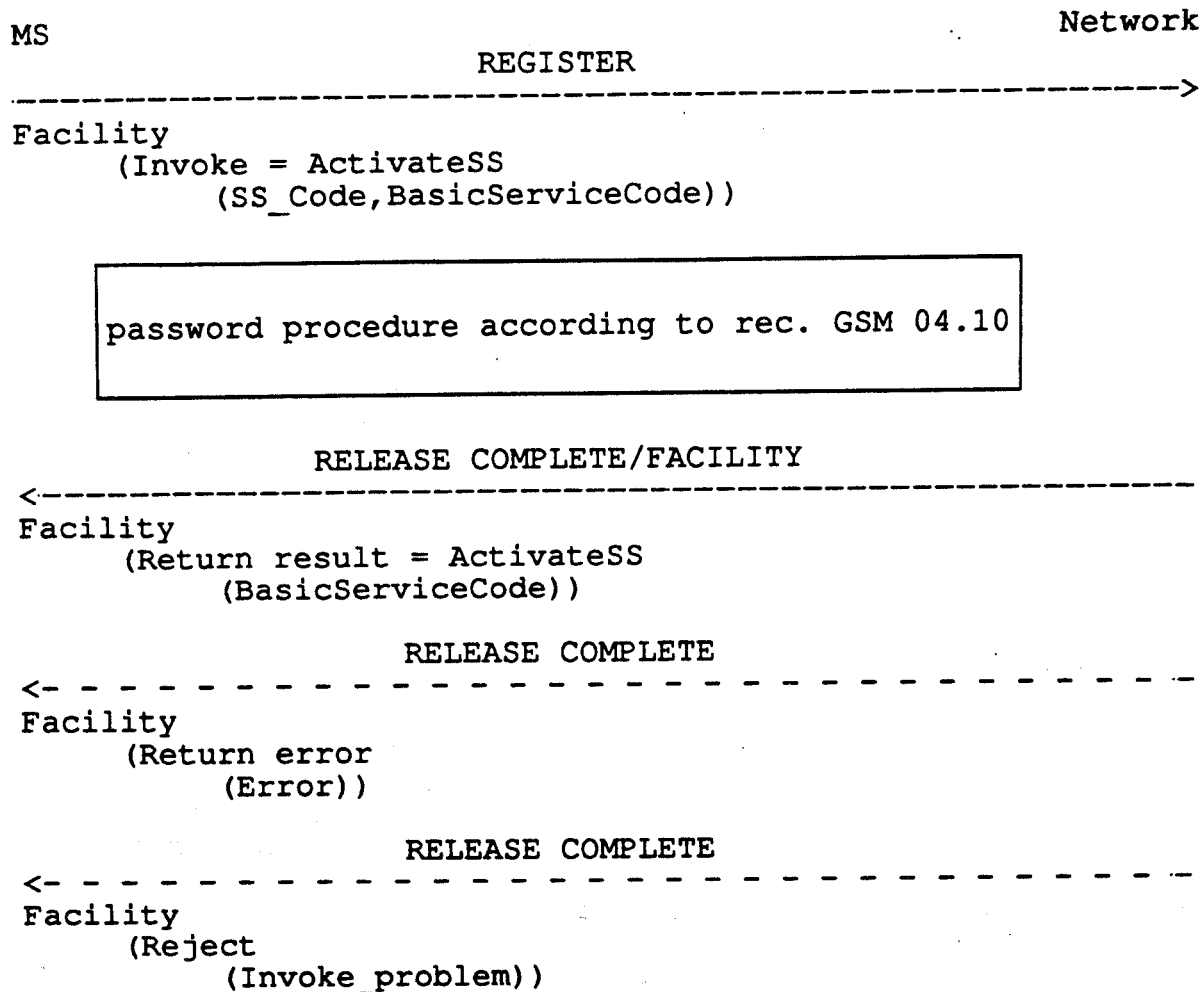 MS Network
REGISTER
------------------------------------------------------------>
Facility
(Invoke = ActivateSS
(SS_Code,BasicServiceCode))
password procedure according to rec. GSM 04.10
RELEASE COMPLETE/FACILITY
<------------------------------------------------------------
Facility
(Return result = ActivateSS
(BasicServiceCode))
RELEASE COMPLETE
<- - - - - - - - - - - - - - - - - - - - - - - - - - - - - -
Facility
(Return error
(Error))
RELEASE COMPLETE
<- - - - - - - - - - - - - - - - - - - - - - - - - - - - - -
Facility
(Reject
(Invoke_problem))